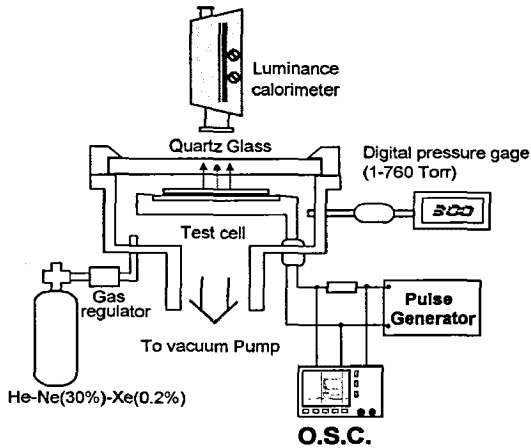 Luminance
calorimeter
Quartz Glass
Digital pressure gage
(1-760 Torr)
300
Test cell
Gas
regulator
Pulse
Generator
To vacuum Pump
He-Ne(30%)-Xe(0.2%)
O.S.C.